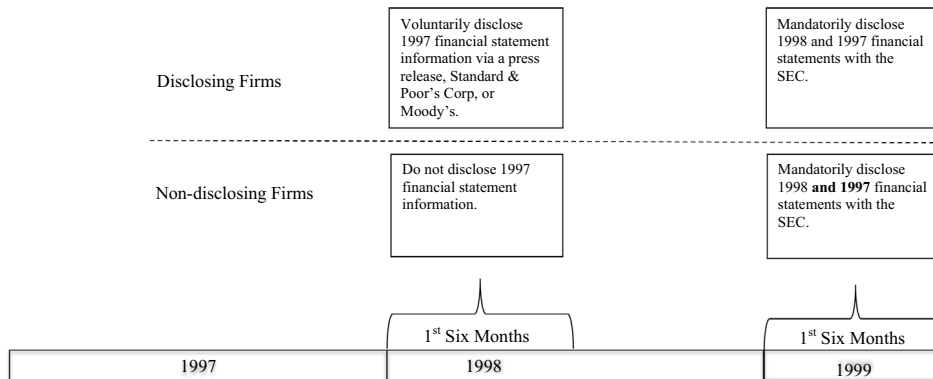 Disclosing Firms
Voluntarily disclose
1997 financial statement
information via a press
release, Standard &
Poor's Corp, or
Moody's.
Mandatorily disclose
1998 and 1997 financial
statements with the
SEC.
Non-disclosing Firms
Do not disclose 1997
financial statement
information.
Mandatorily disclose
1998 and 1997 financial
statements with the
SEC.
1st Six Months
1st Six Months
1997
1998
1999